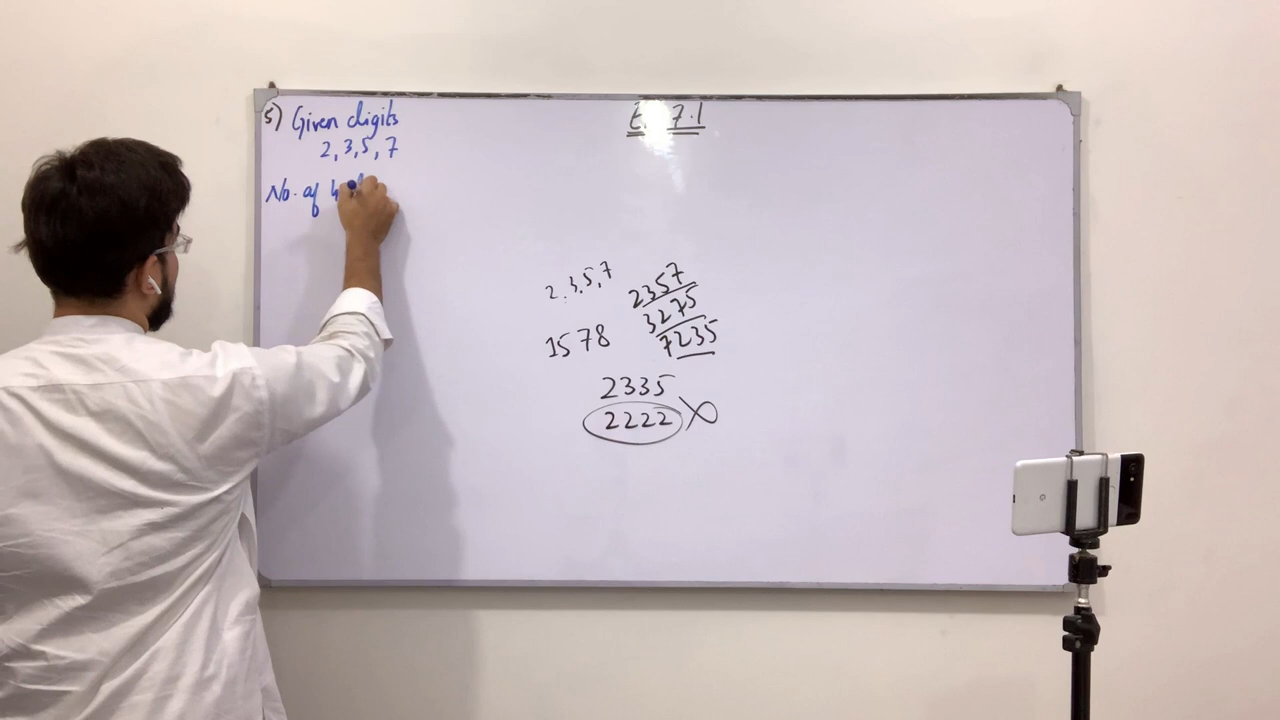 5) Given digits
2, 3, 5, 7
No. of 4
E 7.1
2, 3, 5, 7
1578
2357
3275
7235
2335
2222 X